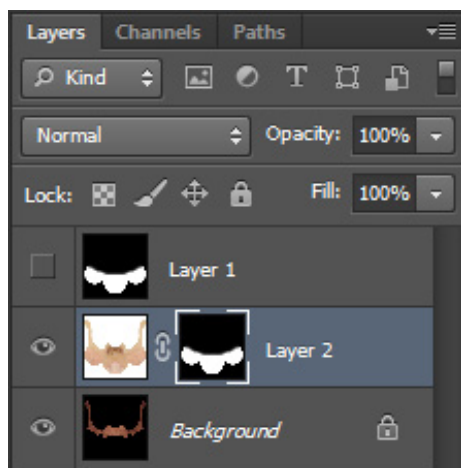 Layers Channels Paths
Kind T
Normal Opacity: 100%
Lock: Fill: 100%
Layer 1
Layer 2
Background